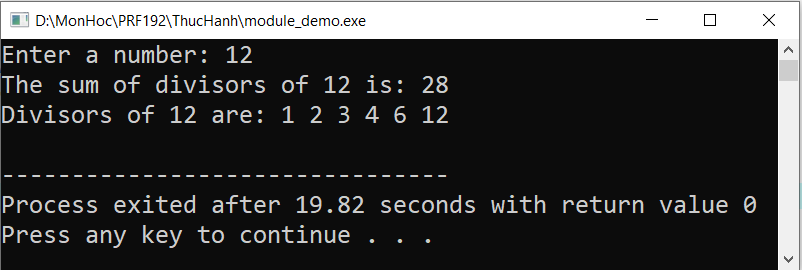 D:\MonHoc\PRF192\ThucHanh\module_demo.exe
Enter a number: 12
The sum of divisors of 12 is: 28
Divisors of 12 are: 1 2 3 4 6 12
--------------------------------
Process exited after 19.82 seconds with return value 0
Press any key to continue . . .